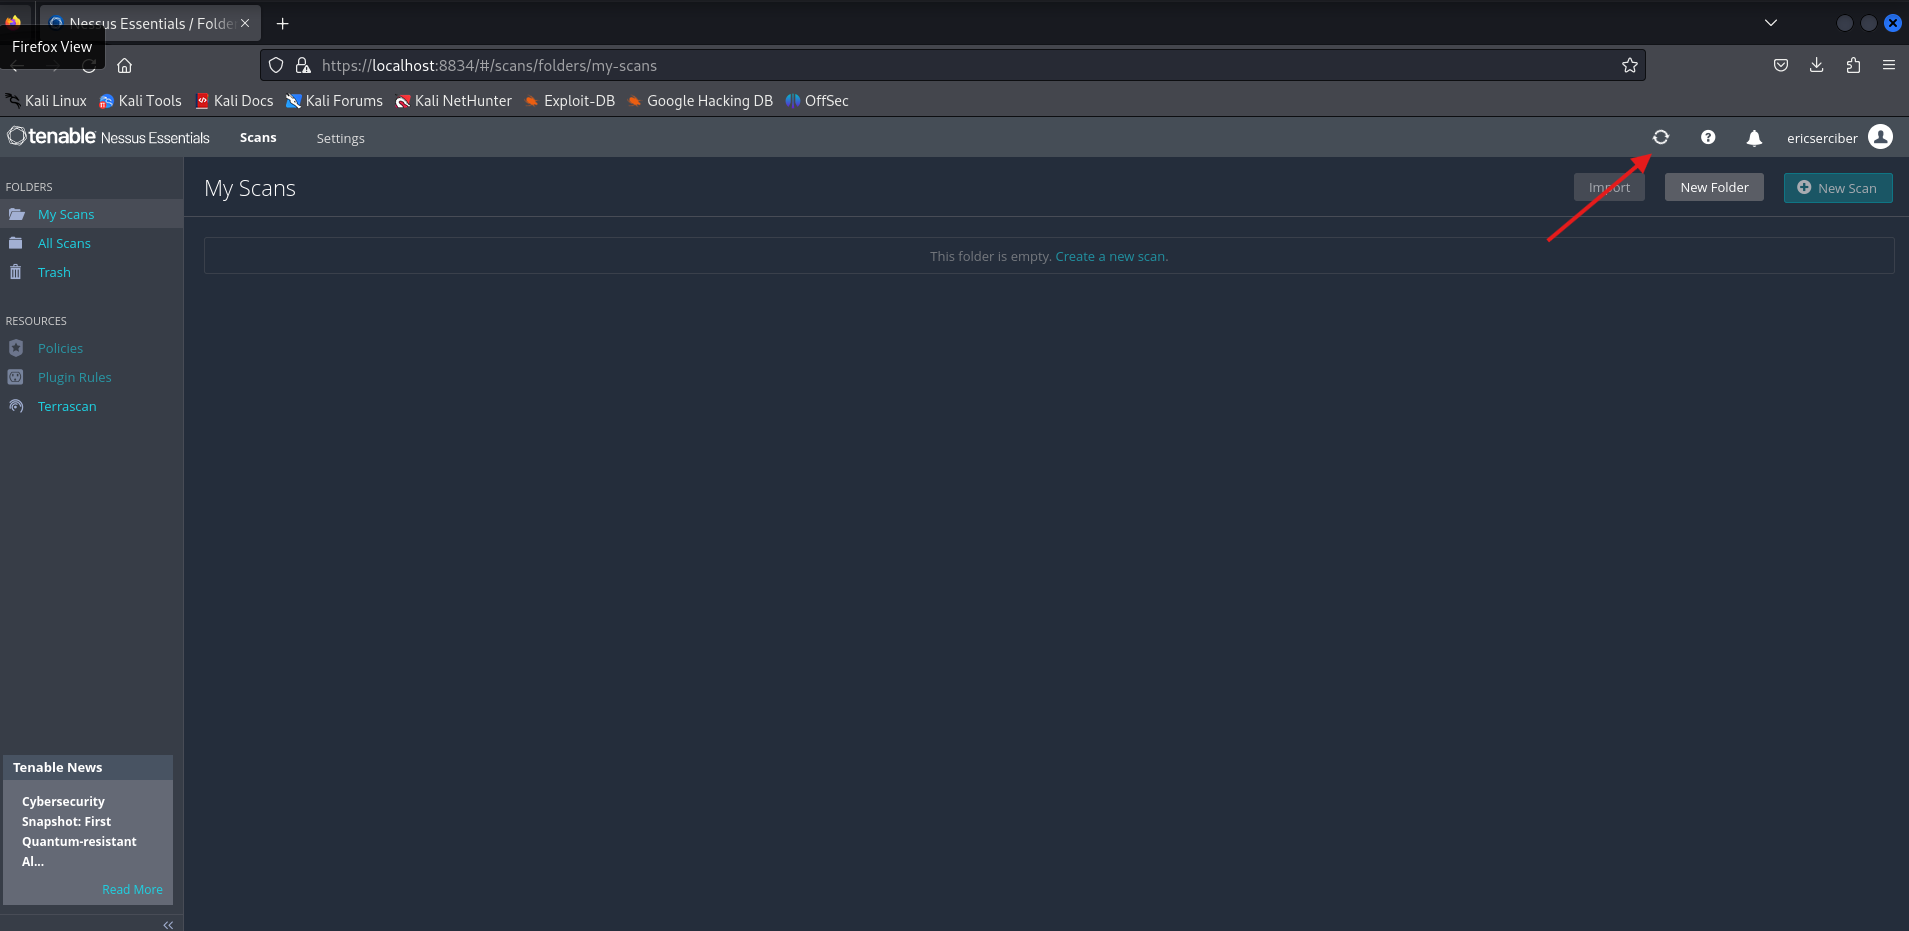 Nessus Essentials / Folde
Firefox View
https://localhost:8834/#/scans/folders/my-scans
Kali Linux Kali Tools Kali Docs Kali Forums Kali NetHunter Exploit-DB Google Hacking DB OffSec
tenable Nessus Essentials Scans Settings ericserciber
FOLDERS
My Scans
All Scans
Trash
RESOURCES
Policies
Plugin Rules
Terrascan
My Scans
Import New Folder New Scan
This folder is empty. Create a new scan.
Tenable News
Cybersecurity
Snapshot: First
Quantum-resistant
Al...
Read More